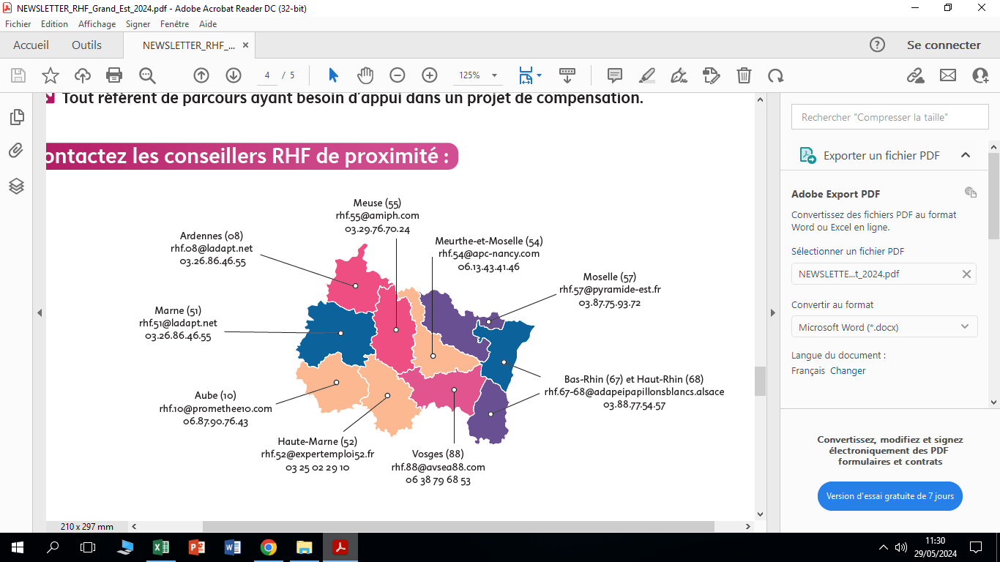 NEWSLETTER_RHF_Grand_Est_2024.pdf - Adobe Acrobat Reader DC (32-bit)
Fichier Edition Affichage Signer Fenêtre Aide
Accueil Outils NEWSLETTER_RHF_... × Se connecter
4 / 5 125%
Tout référent de parcours ayant besoin d'appui dans un projet de compensation.
ontactez les conseillers RHF de proximité :
Meuse (55)
rhf.55@amiph.com
03.29.76.70.24
Ardennes (08)
rhf.08@ladapt.net
03.26.86.46.55
Meurthe-et-Moselle (54)
rhf.54@apc-nancy.com
06.13.43.41.46
Moselle (57)
rhf.57@pyramide-est.fr
03.87.75.93.72
Marne (51)
rhf.51@ladapt.net
03.26.86.46.55
Bas-Rhin (67) et Haut-Rhin (68)
rhf.67-68@adapeipapillonsblancs.alsace
03.88.77.54.57
Aube (10)
rhf.10@promethee10.com
06.87.90.76.43
Haute-Marne (52)
rhf.52@expertemploi52.fr
03 25 02 29 10
Vosges (88)
rhf.88@avsea88.com
06 38 79 68 53
210 x 297 mm
Rechercher "Compresser la taille"
Exporter un fichier PDF
Adobe Export PDF
Convertissez des fichiers PDF au format
Word ou Excel en ligne.
Sélectionner un fichier PDF
NEWSLETTE...t_2024.pdf
Convertir au format
Microsoft Word (*.docx)
Langue du document :
Français Changer
Convertissez, modifiez et signez
électroniquement des PDF
formulaires et contrats
Version d'essai gratuite de 7 jours
11:30
29/05/2024